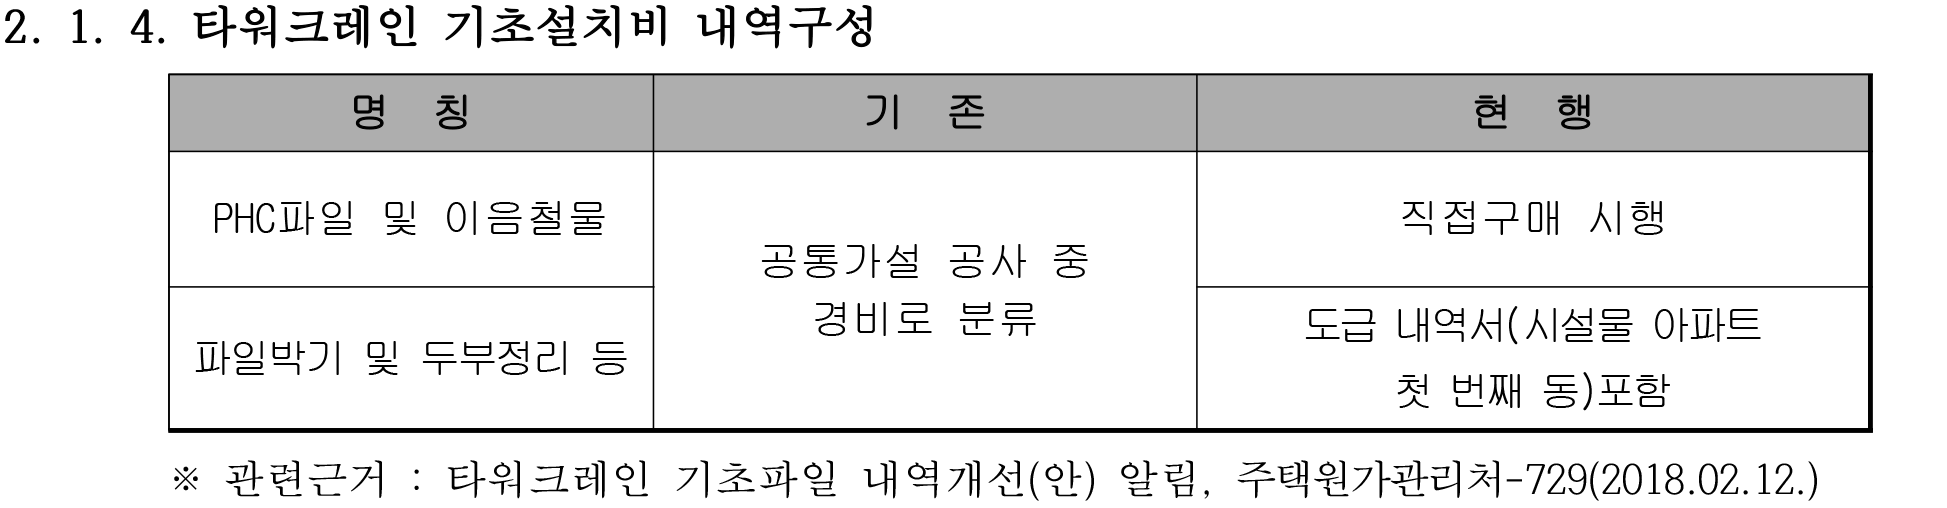 2. 1. 4. 타워크레인 기초설치비 내역구성
명 칭 기 존 현 행
PHC파일 및 이음철물
공통가설 공사 중
경비로 분류
직접구매 시행
파일박기 및 두부정리 등
도급 내역서(시설물 아파트
첫 번째 동)포함
※ 관련근거 : 타워크레인 기초파일 내역개선(안) 알림, 주택원가관리처-729(2018.02.12.)